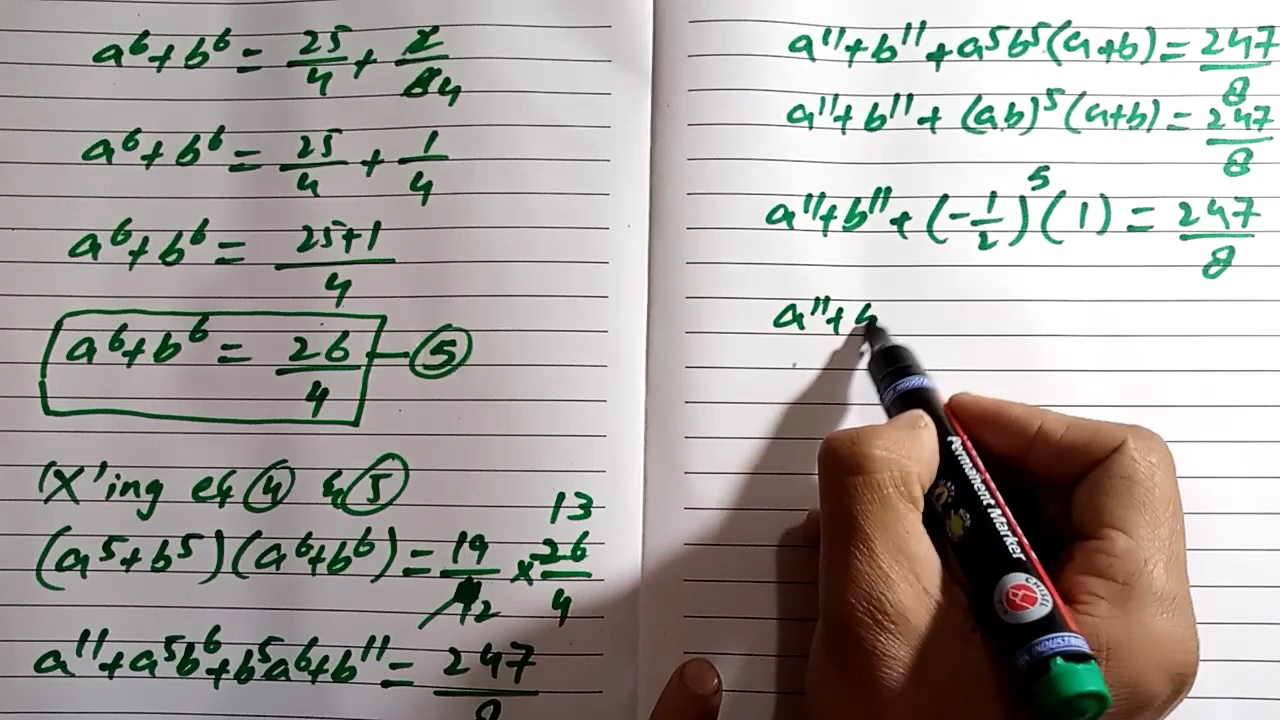 a⁶+b⁶ = 25/4 + 2/84
a⁶+b⁶ = 25/4 + 1/4
a⁶+b⁶ = 25+1/4
a⁶+b⁶ = 26/4 — ⑤
'X'ing eq ④ & ⑤
13
(a⁵+b⁵)(a⁶+b⁶) = 19/42 × 26/4
a¹¹+a⁵b⁶+b⁵a⁶+b¹¹ = 247/8
a¹¹+b¹¹+a⁵b⁵(a+b) = 247/8
a¹¹+b¹¹+(ab)⁵(a+b) = 247/8
a¹¹+b¹¹+(-1/2)⁵(1) = 247/8
a¹¹+
Permanent Marker
CHISEL